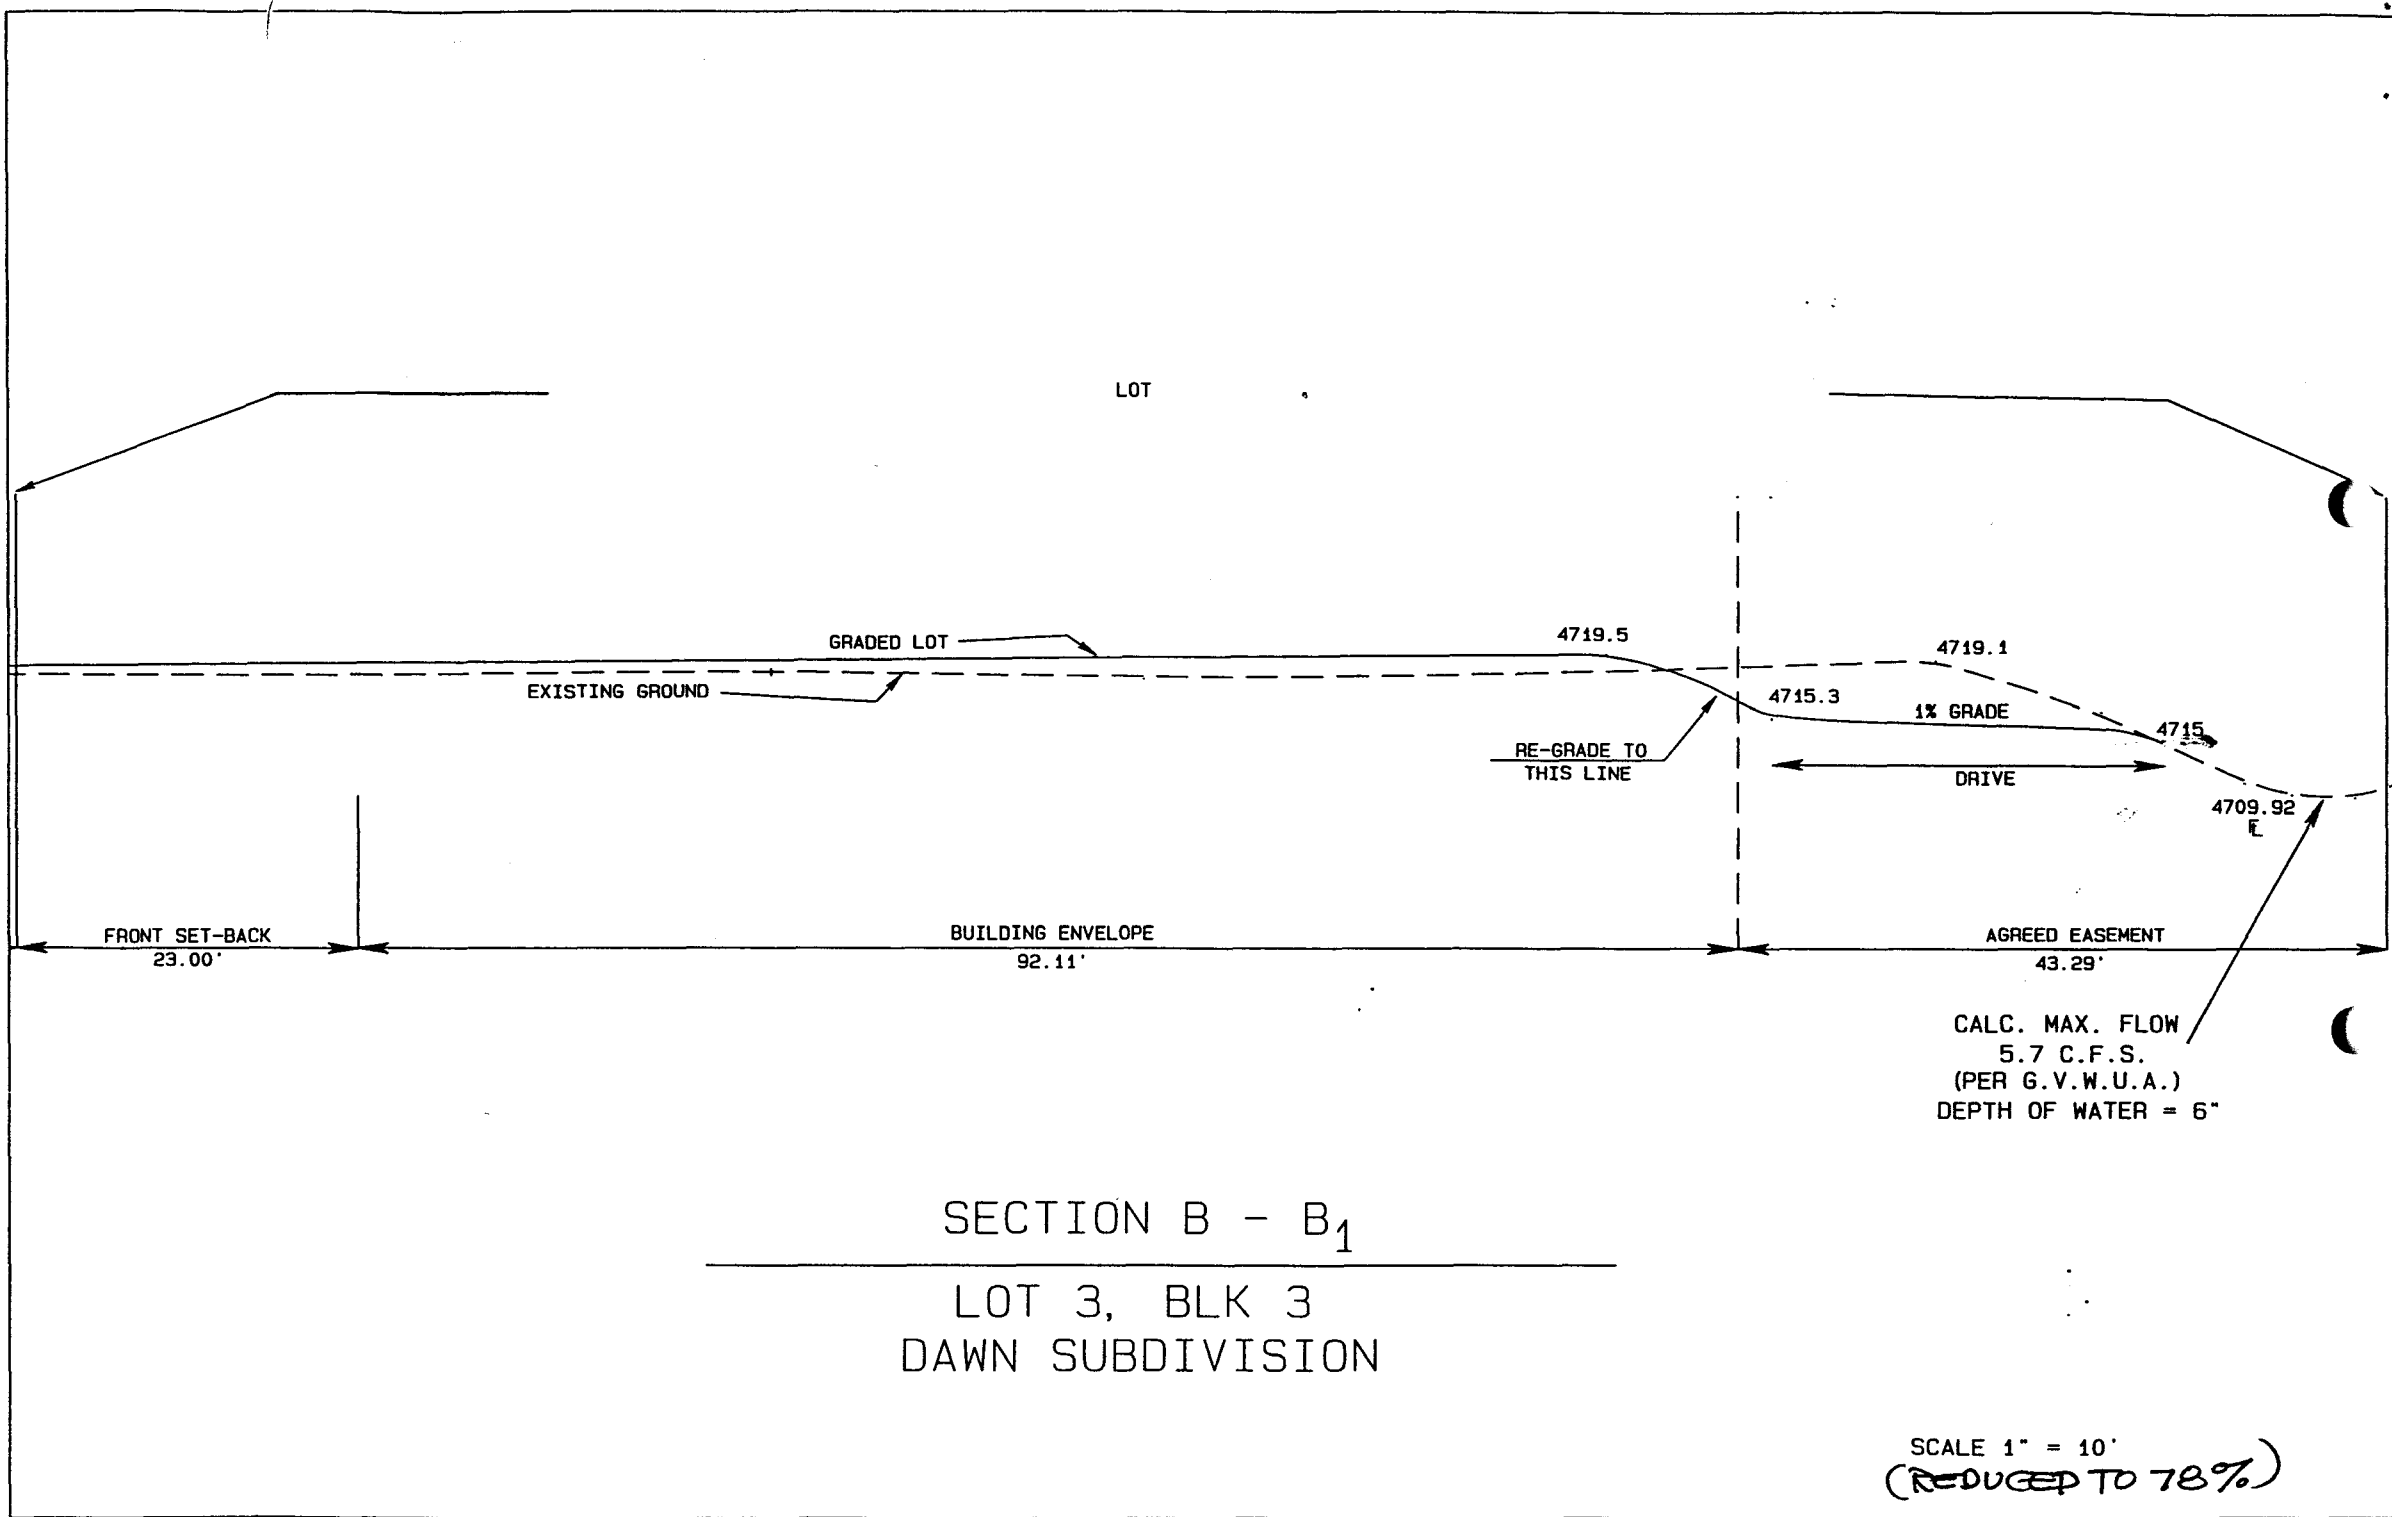 LOT
GRADED LOT
4719.5
4719.1
EXISTING GROUND
4715.3
1% GRADE
4715
RE-GRADE TO
THIS LINE
DRIVE
4709.92
FRONT SET-BACK
23.00'
BUILDING ENVELOPE
92.11'
AGREED EASEMENT
43.29'
CALC. MAX. FLOW
5.7 C.F.S.
(PER G.V.W.U.A.)
DEPTH OF WATER = 6"
SECTION B - B1
LOT 3, BLK 3
DAWN SUBDIVISION
SCALE 1" = 10'
(REDUCED TO 78%)